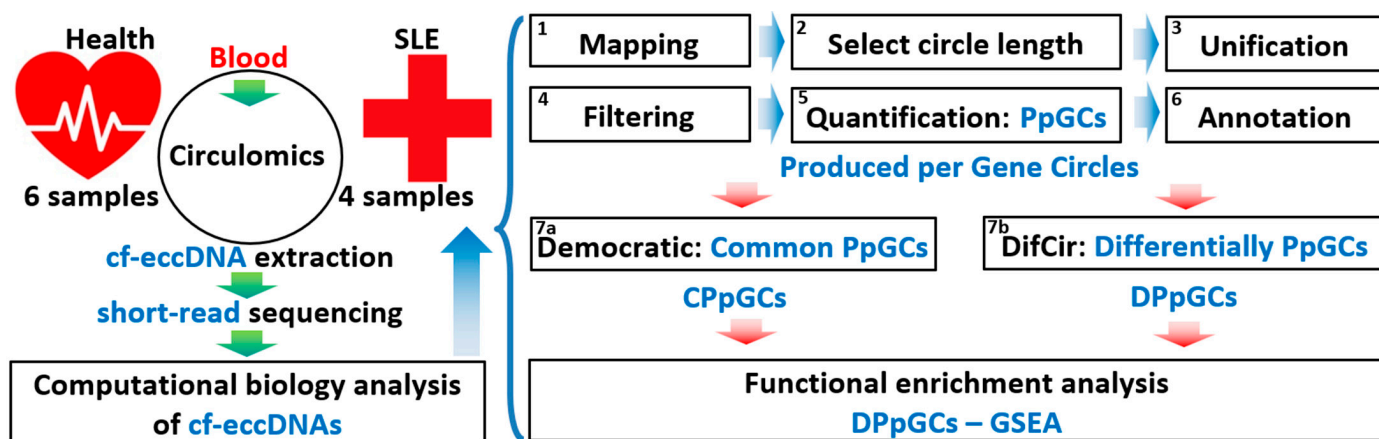 Health
SLE
Blood
Circulomics
6 samples
4 samples
cf-eccDNA extraction
short-read sequencing
Computational biology analysis
of cf-eccDNAs
1
Mapping
2
Select circle length
3
Unification
4
Filtering
5
Quantification: PpGCs
6
Annotation
Produced per Gene Circles
7a
Democratic: Common PpGCs
7b
DifCir: Differentially PpGCs
CPpGCs
DPpGCs
Functional enrichment analysis
DPpGCs – GSEA